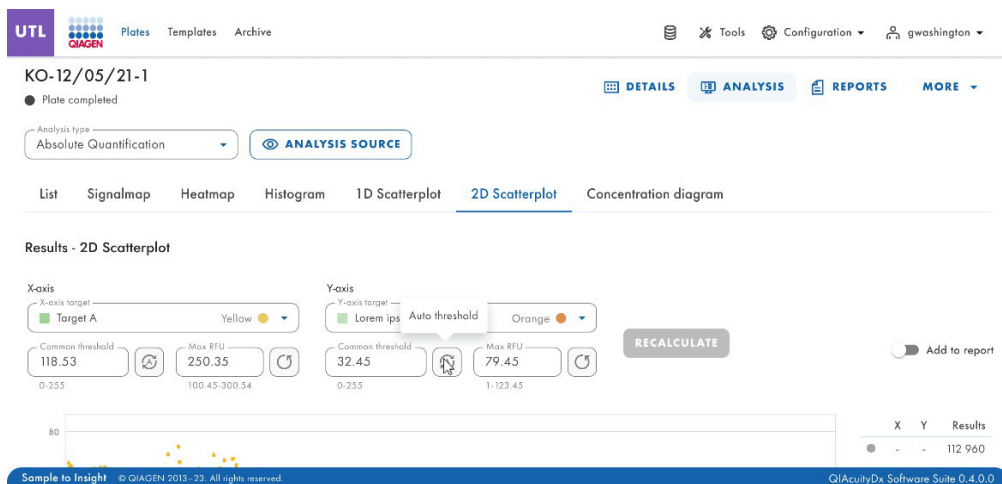 UTL QIAGEN Plates Templates Archive Tools Configuration gwashington
KO-12/05/21-1
Plate completed
DETAILS ANALYSIS REPORTS MORE
Analysis type
Absolute Quantification
ANALYSIS SOURCE
List Signalmap Heatmap Histogram 1D Scatterplot 2D Scatterplot Concentration diagram
Results - 2D Scatterplot
X-axis Y-axis
X-axis target Y-axis target
Target A Yellow Lorem ips Auto threshold Orange
Common threshold Max RFU Common threshold Max RFU
118.53 A 250.35 32.45 79.45
RECALCULATE
Add to report
0-255 100.45-300.54 0-255 1-123.45
80
X Y Results
- - 112 960
Sample to Insight © QIAGEN 2013–23. All rights reserved. QIAcuityDx Software Suite 0.4.0.0